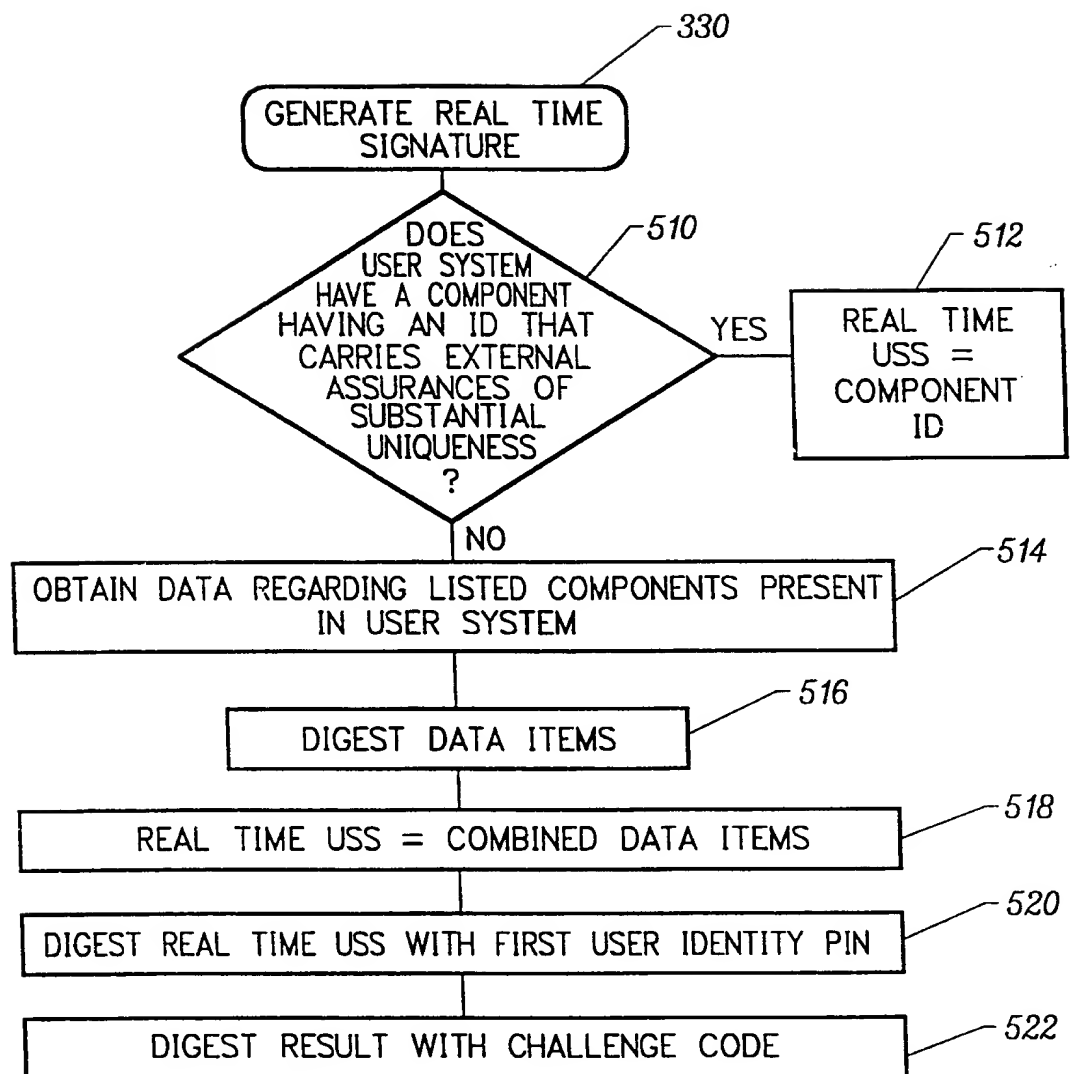 330
GENERATE REAL TIME
SIGNATURE
DOES
USER SYSTEM
HAVE A COMPONENT
HAVING AN ID THAT
CARRIES EXTERNAL
ASSURANCES OF
SUBSTANTIAL
UNIQUENESS
?
510
YES
512
REAL TIME
USS =
COMPONENT
ID
NO
514
OBTAIN DATA REGARDING LISTED COMPONENTS PRESENT
IN USER SYSTEM
516
DIGEST DATA ITEMS
518
REAL TIME USS = COMBINED DATA ITEMS
520
DIGEST REAL TIME USS WITH FIRST USER IDENTITY PIN
522
DIGEST RESULT WITH CHALLENGE CODE